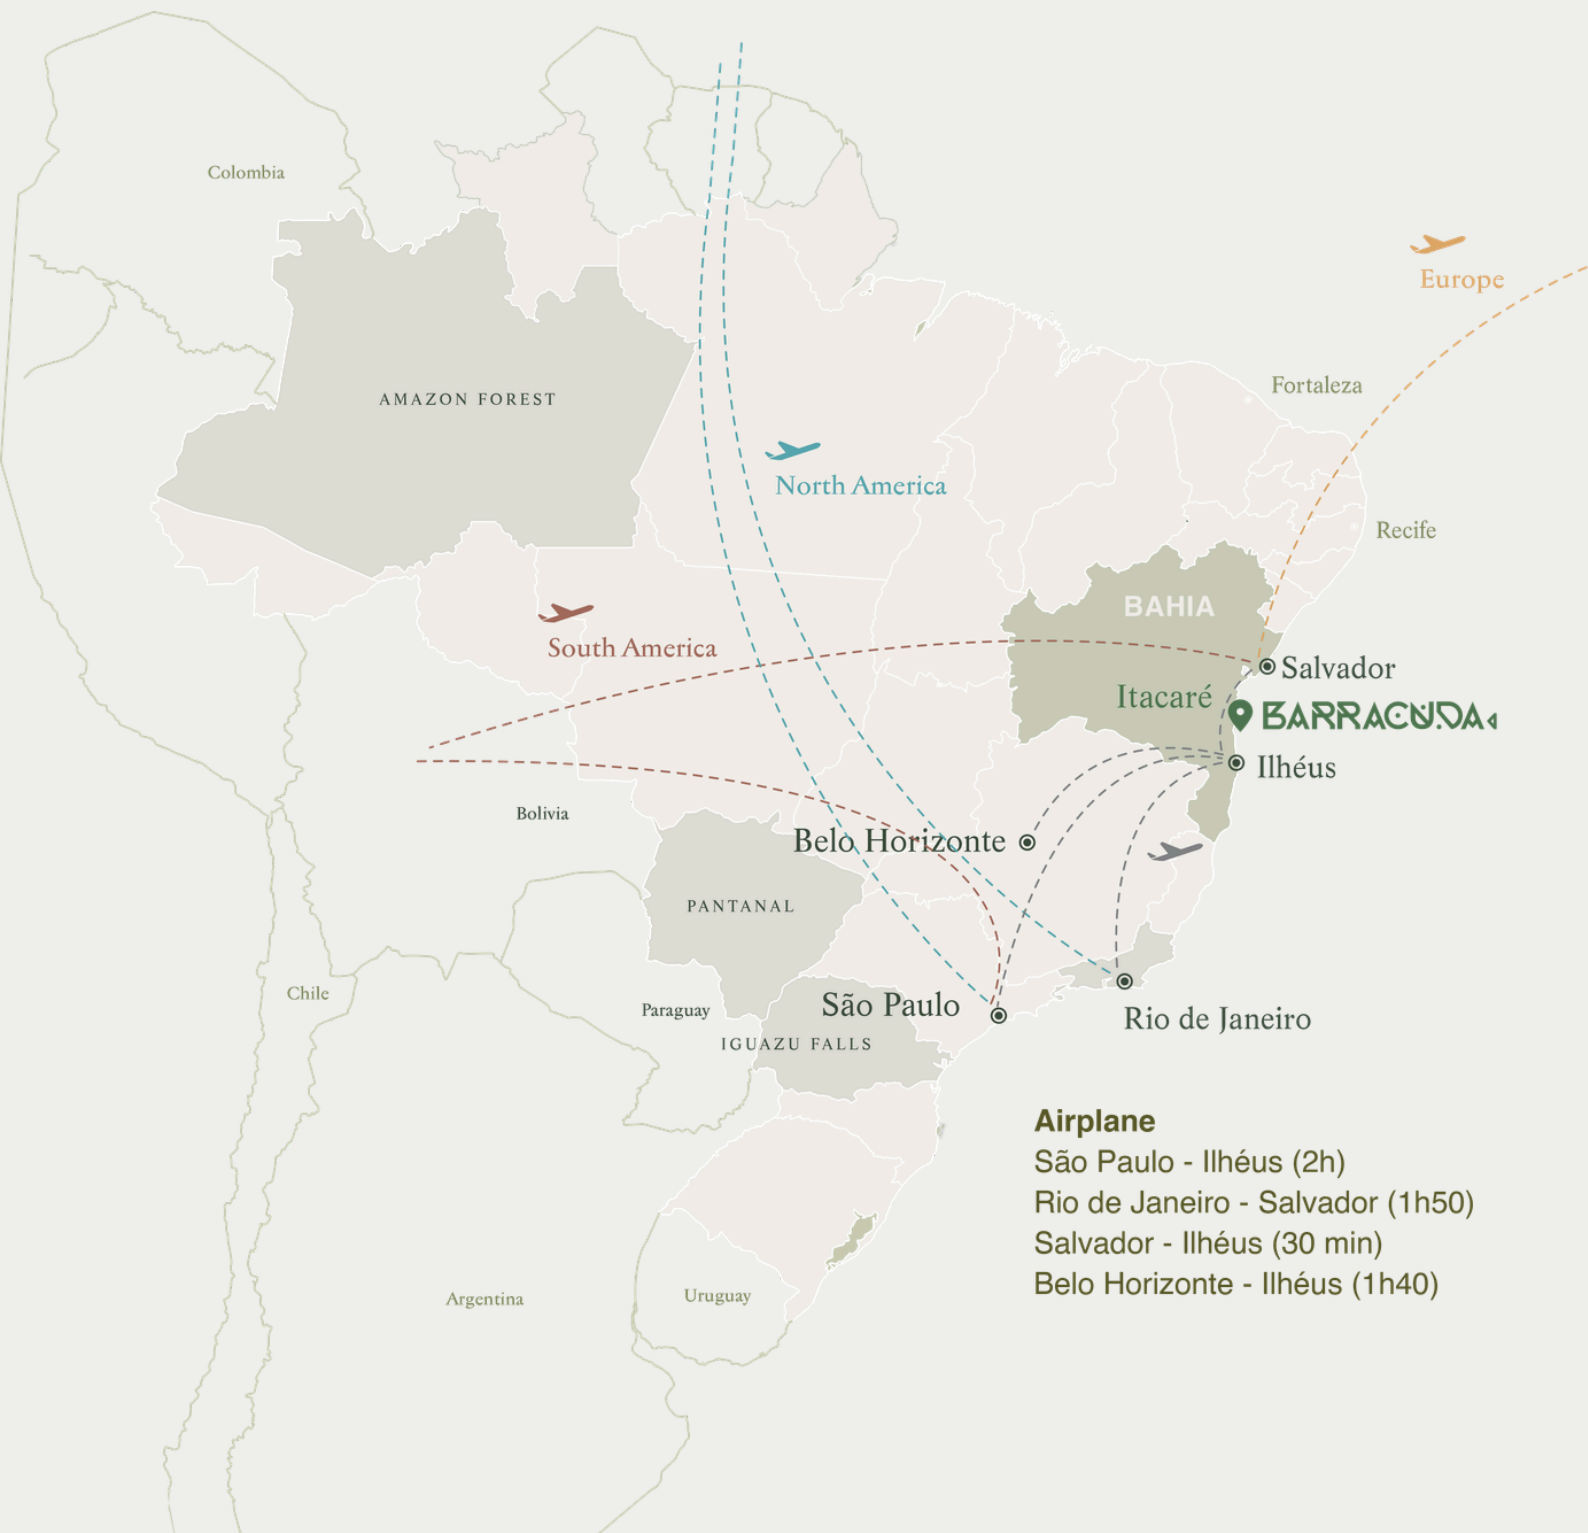 Colombia
Europe
Fortaleza
AMAZON FOREST
North America
Recife
BAHIA
South America
Salvador
Itacaré
BARRACUDA
Ilhéus
Bolivia
Belo Horizonte
PANTANAL
Chile
São Paulo
Paraguay
Rio de Janeiro
IGUAZU FALLS
Airplane
São Paulo - Ilhéus (2h)
Rio de Janeiro - Salvador (1h50)
Salvador - Ilhéus (30 min)
Belo Horizonte - Ilhéus (1h40)
Argentina
Uruguay